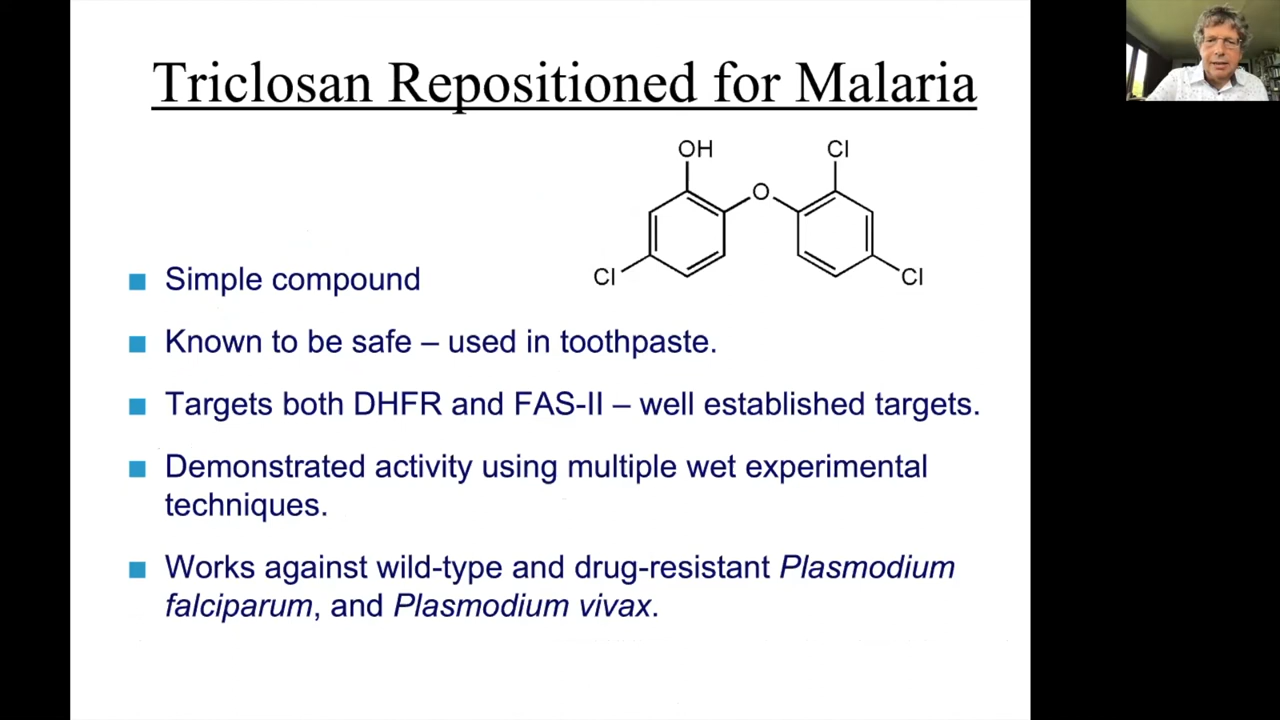 Triclosan Repositioned for Malaria
OH
Cl
O
Cl
Cl
Simple compound
Known to be safe – used in toothpaste.
Targets both DHFR and FAS-II – well established targets.
Demonstrated activity using multiple wet experimental
techniques.
Works against wild-type and drug-resistant Plasmodium
falciparum, and Plasmodium vivax.